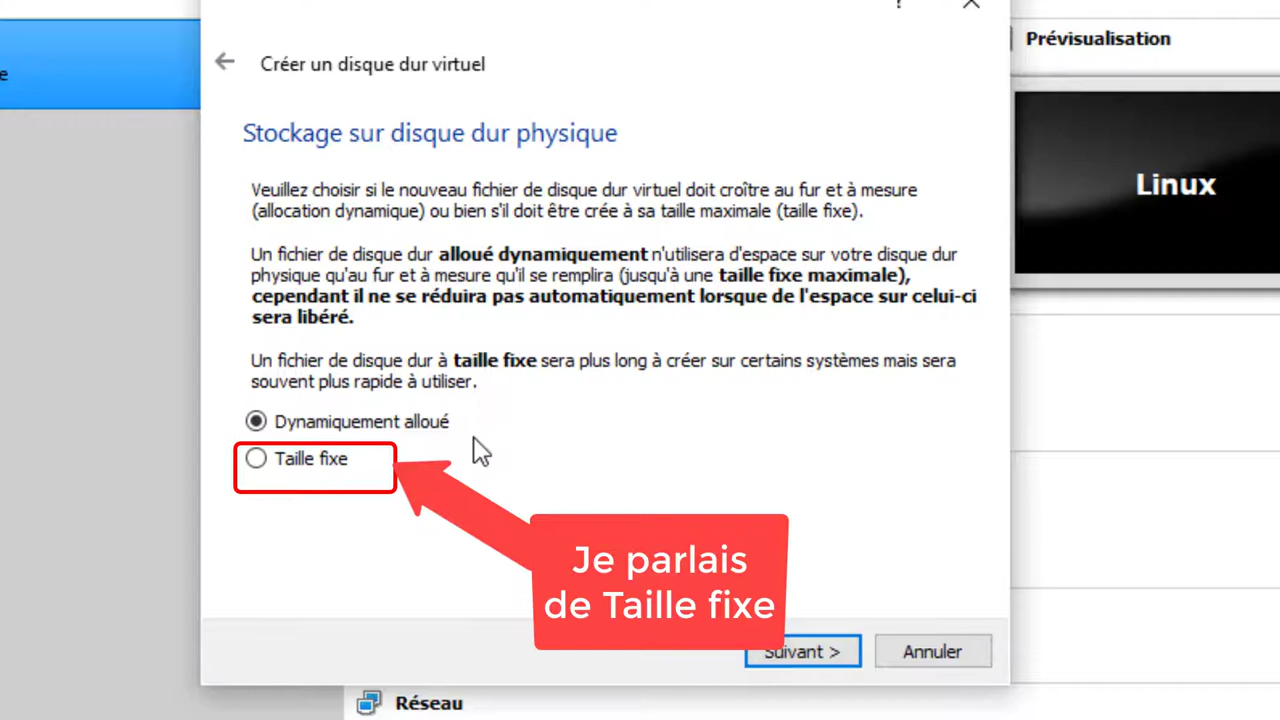 ?
Prévisualisation
e
Créer un disque dur virtuel
Linux
Stockage sur disque dur physique
Veuillez choisir si le nouveau fichier de disque dur virtuel doit croître au fur et à mesure
(allocation dynamique) ou bien s'il doit être crée à sa taille maximale (taille fixe).
Un fichier de disque dur alloué dynamiquement n'utilisera d'espace sur votre disque dur
physique qu'au fur et à mesure qu'il se remplira (jusqu'à une taille fixe maximale),
cependant il ne se réduira pas automatiquement lorsque de l'espace sur celui-ci
sera libéré.
Un fichier de disque dur à taille fixe sera plus long à créer sur certains systèmes mais sera
souvent plus rapide à utiliser.
Dynamiquement alloué
Taille fixe
Je parlais
de Taille fixe
Suivant >
Annuler
Réseau